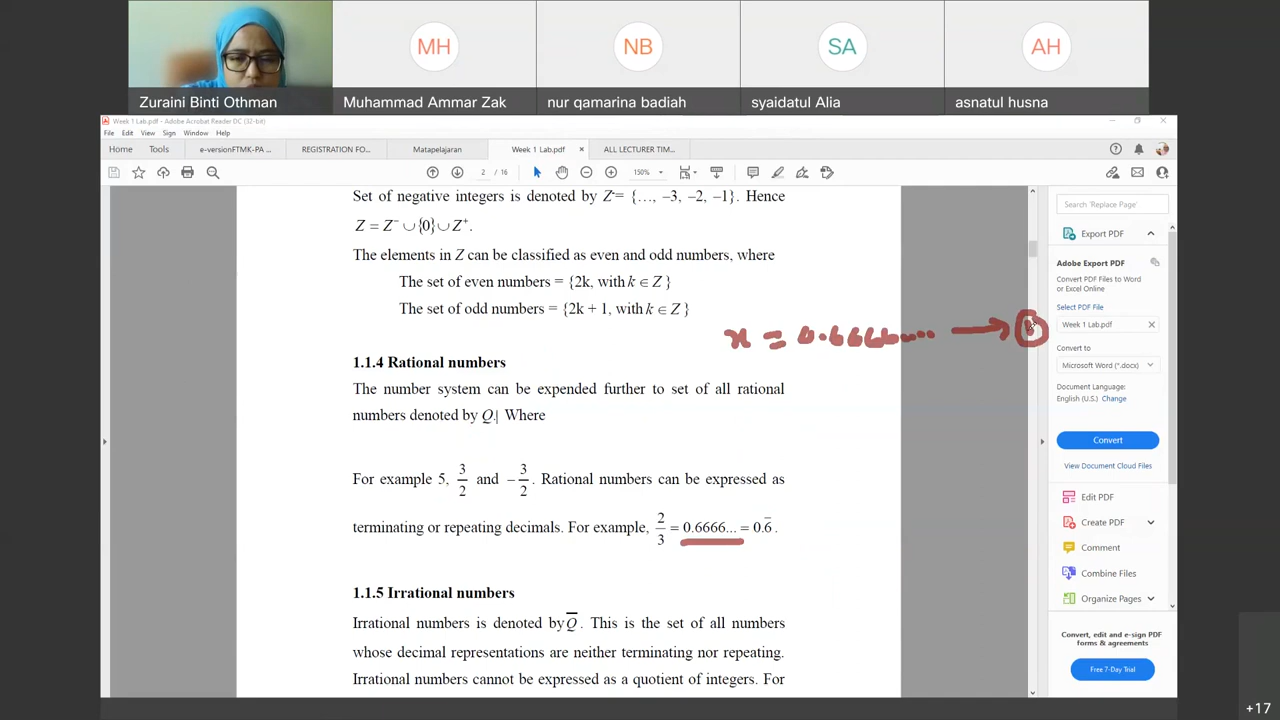 MH
NB
SA
AH
Zuraini Binti Othman
Muhammad Ammar Zak
nur qamarina badiah
syaidatul Alia
asnatul husna
Week 1 Lab.pdf - Adobe Acrobat Reader DC (32-bit)
File Edit View Sign Window Help
Home Tools e-versionFTMK-PA ... REGISTRATION FO... Matapelajaran Week 1 Lab.pdf × ALL LECTURER TIM...
2 / 16 150%
Set of negative integers is denoted by Z⁻= {…, –3, –2, –1}. Hence
Z = Z⁻ ∪ {0} ∪ Z⁺.
The elements in Z can be classified as even and odd numbers, where
The set of even numbers = {2k, with k ∈ Z }
The set of odd numbers = {2k + 1, with k ∈ Z }
x = 0.6666.... →
1.1.4 Rational numbers
The number system can be expended further to set of all rational
numbers denoted by Q.| Where
For example 5, 3/2 and –3/2. Rational numbers can be expressed as
terminating or repeating decimals. For example, 2/3 = 0.6666... = 0.6̅ .
1.1.5 Irrational numbers
Irrational numbers is denoted by Q̅ . This is the set of all numbers
whose decimal representations are neither terminating nor repeating.
Irrational numbers cannot be expressed as a quotient of integers. For
Search 'Replace Page'
Export PDF
Adobe Export PDF
Convert PDF Files to Word
or Excel Online
Select PDF File
Week 1 Lab.pdf
Convert to
Microsoft Word (*.docx)
Document Language:
English (U.S.) Change
Convert
View Document Cloud Files
Edit PDF
Create PDF
Comment
Combine Files
Organize Pages
Convert, edit and e-sign PDF
forms & agreements
Free 7-Day Trial
+17